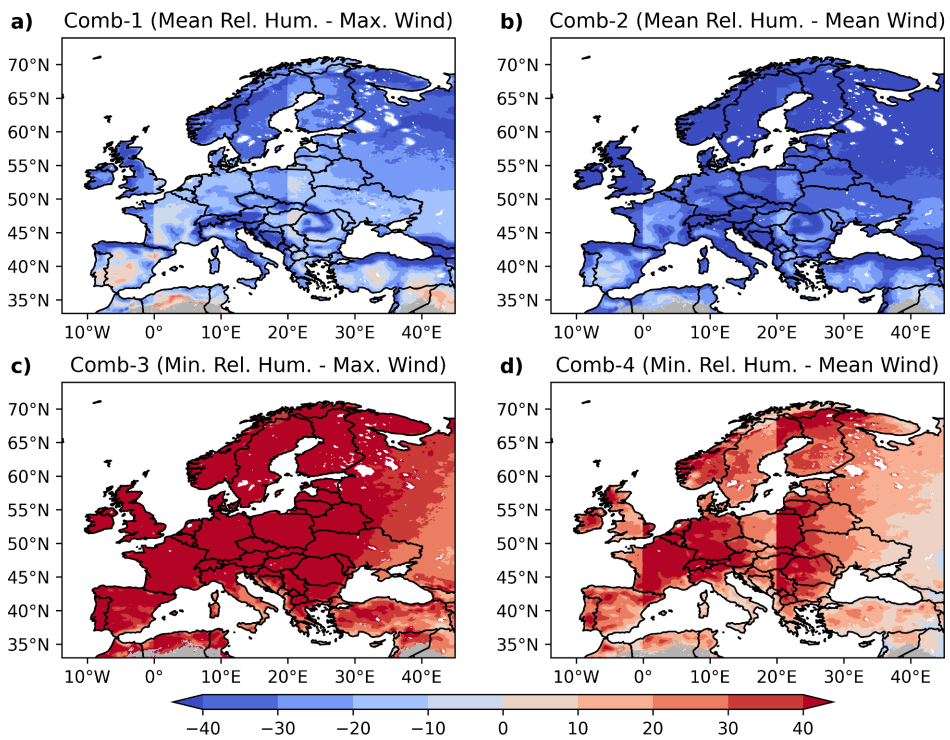 a) Comb-1 (Mean Rel. Hum. - Max. Wind)
b) Comb-2 (Mean Rel. Hum. - Mean Wind)
70°N
65°N
60°N
55°N
50°N
45°N
40°N
35°N
10°W 0° 10°E 20°E 30°E 40°E
70°N
65°N
60°N
55°N
50°N
45°N
40°N
35°N
10°W 0° 10°E 20°E 30°E 40°E
c) Comb-3 (Min. Rel. Hum. - Max. Wind)
d) Comb-4 (Min. Rel. Hum. - Mean Wind)
70°N
65°N
60°N
55°N
50°N
45°N
40°N
35°N
10°W 0° 10°E 20°E 30°E 40°E
70°N
65°N
60°N
55°N
50°N
45°N
40°N
35°N
10°W 0° 10°E 20°E 30°E 40°E
−40 −30 −20 −10 0 10 20 30 40